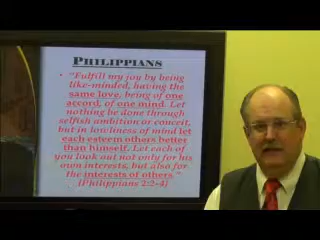 PHILIPPIANS
• "Fulfill my joy by being
like-minded, having the
same love, being of one
accord, of one mind. Let
nothing be done through
selfish ambition or conceit,
but in lowliness of mind let
each esteem others better
than himself. Let each of
you look out not only for his
own interests, but also for
the interests of others."
(Philippians 2:2-4)